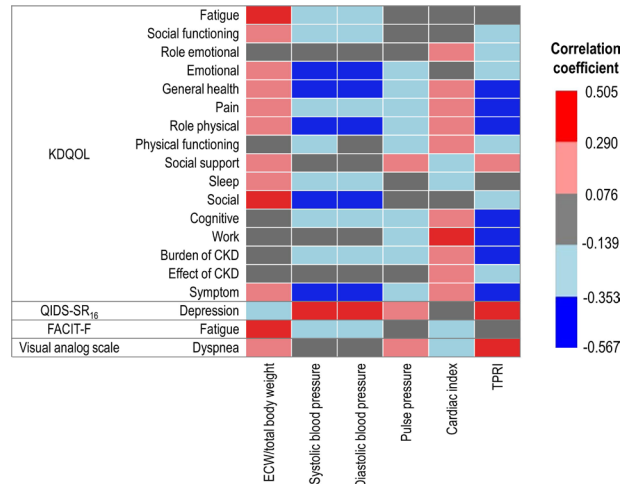 Fatigue
Social functioning
Role emotional
Emotional
General health
Pain
Role physical
KDQOL
Physical functioning
Social support
Sleep
Social
Cognitive
Work
Burden of CKD
Effect of CKD
Symptom
QIDS-SR16 Depression
FACIT-F Fatigue
Visual analog scale Dyspnea
ECW/total body weight
Systolic blood pressure
Diastolic blood pressure
Pulse pressure
Cardiac index
TPRI
Correlation
coefficient
0.505
0.290
0.076
-0.139
-0.353
-0.567